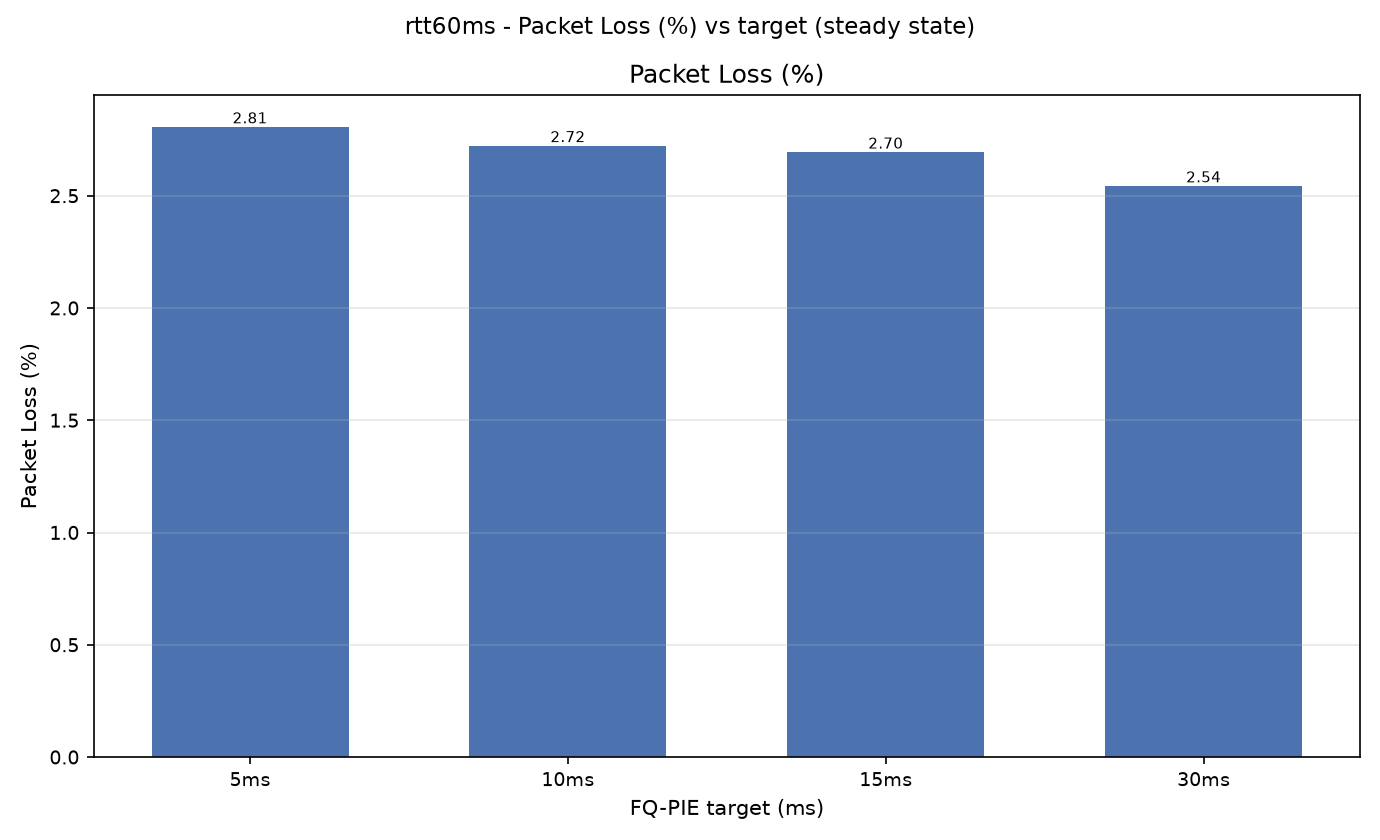 rtt60ms - Packet Loss (%) vs target (steady state)
Packet Loss (%)
2.81
2.72
2.70
2.54
2.5
2.0
1.5
1.0
0.5
0.0
Packet Loss (%)
5ms
10ms
15ms
30ms
FQ-PIE target (ms)